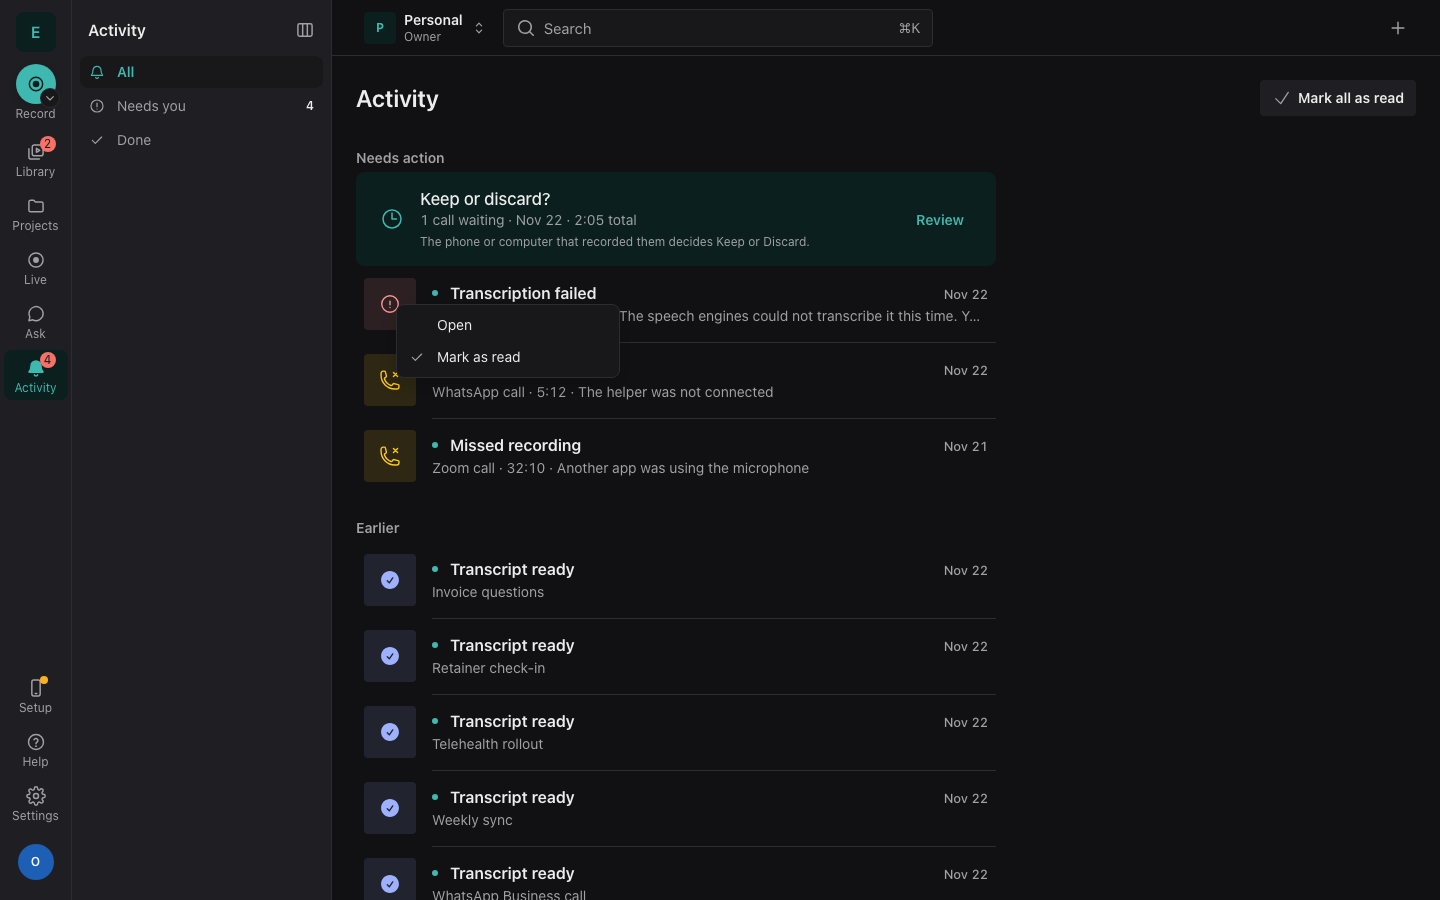 E
Record
2
Library
Projects
Live
Ask
4
Activity
Setup
Help
Settings
O
Activity
All
Needs you 4
Done
P
Personal
Owner
Search ⌘K
Activity
Mark all as read
Needs action
Keep or discard?
1 call waiting · Nov 22 · 2:05 total
Review
The phone or computer that recorded them decides Keep or Discard.
Transcription failed Nov 22
The speech engines could not transcribe it this time. Y...
Open
Mark as read
Nov 22
WhatsApp call · 5:12 · The helper was not connected
Missed recording Nov 21
Zoom call · 32:10 · Another app was using the microphone
Earlier
Transcript ready Nov 22
Invoice questions
Transcript ready Nov 22
Retainer check-in
Transcript ready Nov 22
Telehealth rollout
Transcript ready Nov 22
Weekly sync
Transcript ready Nov 22
WhatsApp Business call